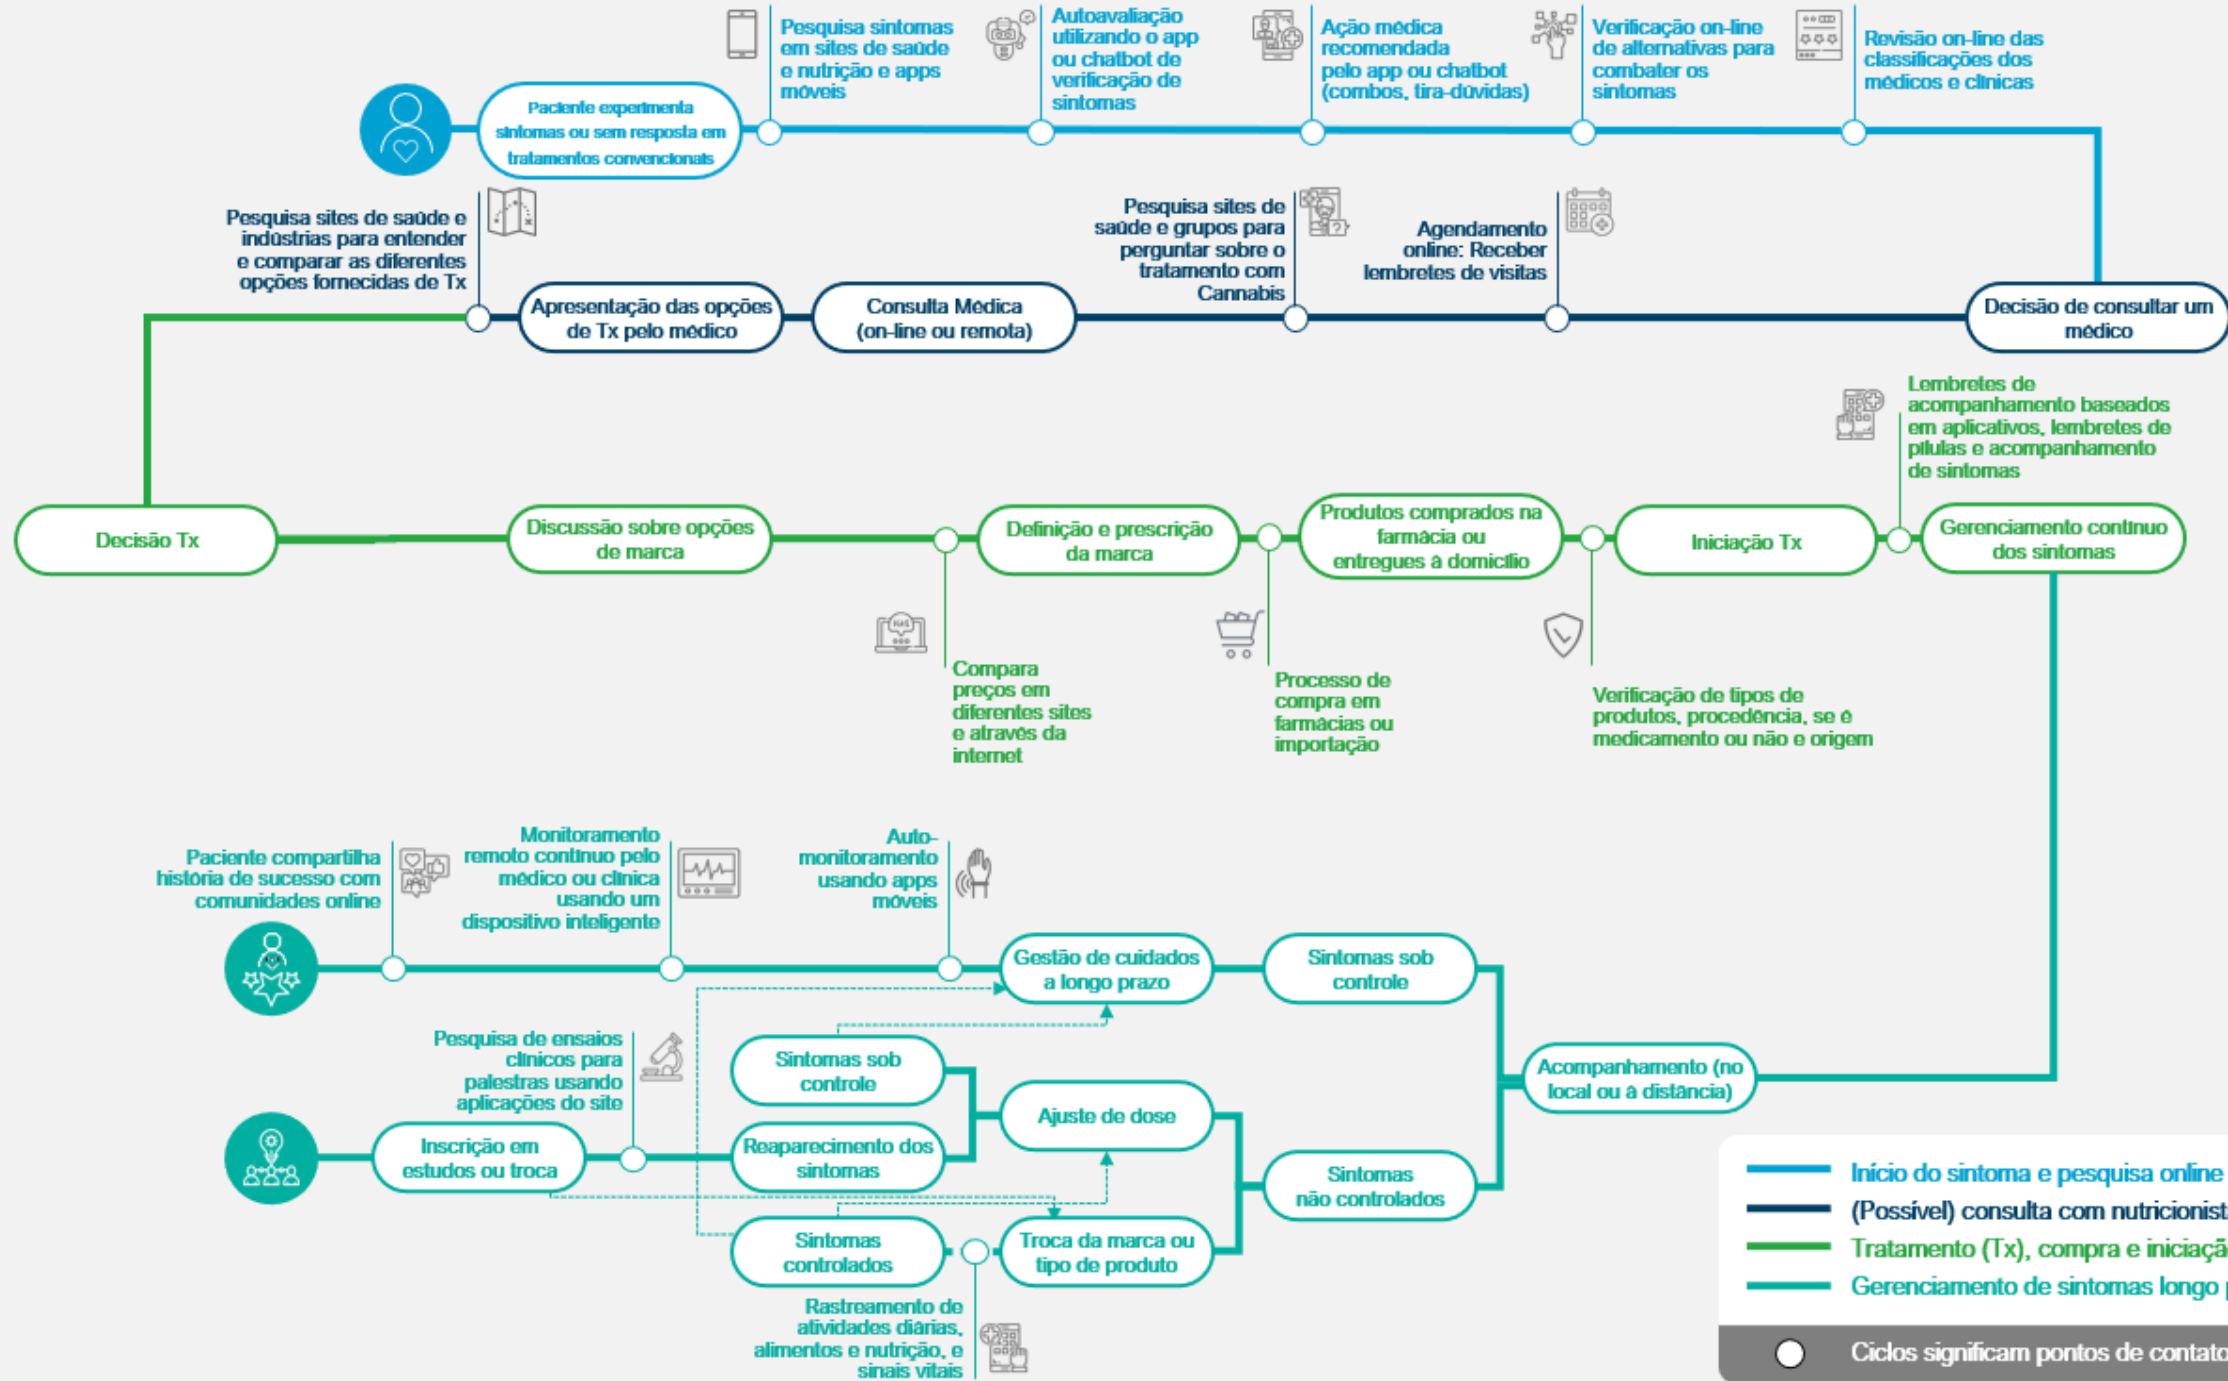 Pesquisa sintomas
em sites de saúde
e nutrição e apps
móveis
Autoavaliação
utilizando o app
ou chatbot de
verificação de
sintomas
Ação médica
recomendada
pelo app ou chatbot
(combos, tira-dúvidas)
Verificação on-line
de alternativas para
combater os
sintomas
Revisão on-line das
classificações dos
médicos e clínicas
Paciente experimenta
sintomas ou sem resposta em
tratamentos convencionais
Pesquisa sites de saúde e
indústrias para entender
e comparar as diferentes
opções fornecidas de Tx
Apresentação das opções
de Tx pelo médico
Consulta Médica
(on-line ou remota)
Pesquisa sites de
saúde e grupos para
perguntar sobre o
tratamento com
Cannabis
Agendamento
online: Receber
lembretes de visitas
Decisão de consultar um
médico
Lembretes de
acompanhamento baseados
em aplicativos, lembretes de
pílulas e acompanhamento
de sintomas
Decisão Tx
Discussão sobre opções
de marca
Definição e prescrição
da marca
Produtos comprados na
farmácia ou
entregues à domicílio
Iniciação Tx
Gerenciamento contínuo
dos sintomas
Compara
preços em
diferentes sites
e através da
internet
Processo de
compra em
farmácias ou
importação
Verificação de tipos de
produtos, procedência, se é
medicamento ou não e origem
Paciente compartilha
história de sucesso com
comunidades online
Monitoramento
remoto contínuo pelo
médico ou clínica
usando um
dispositivo inteligente
Auto-
monitoramento
usando apps
móveis
Gestão de cuidados
a longo prazo
Sintomas sob
controle
Pesquisa de ensaios
clínicos para
palestras usando
aplicações do site
Sintomas sob
controle
Acompanhamento (no
local ou à distância)
Ajuste de dose
Inscrição em
estudos ou troca
Reaparecimento dos
sintomas
Sintomas
não controlados
Sintomas
controlados
Troca da marca ou
tipo de produto
Rastreamento de
atividades diárias,
alimentos e nutrição, e
sinais vitais
Início do sintoma e pesquisa online
(Possível) consulta com nutricionist
Tratamento (Tx), compra e iniciaçã
Gerenciamento de sintomas longo p
Ciclos significam pontos de contato